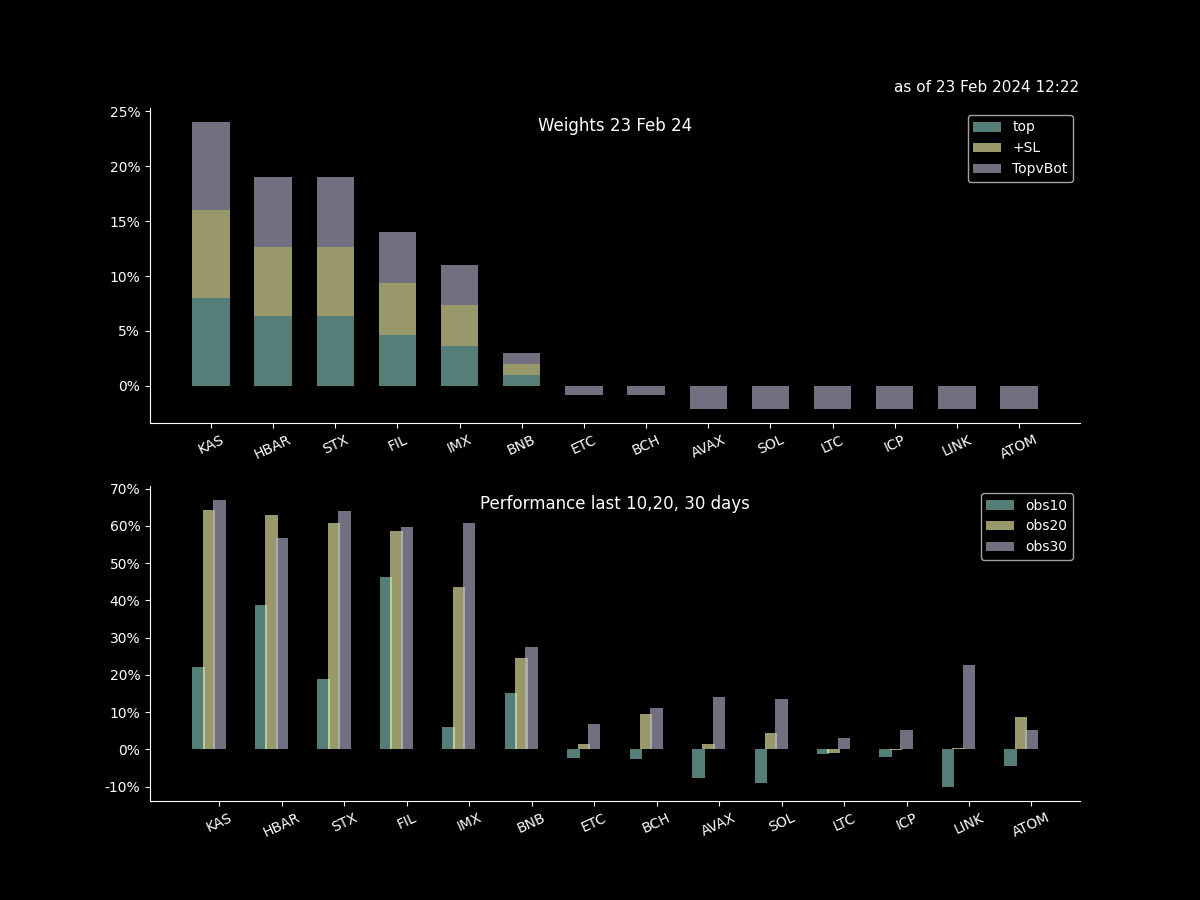 as of 23 Feb 2024 12:22
Weights 23 Feb 24
top
+SL
TopvBot
25%
20%
15%
10%
5%
0%
KAS HBAR STX FIL IMX BNB ETC BCH AVAX SOL LTC ICP LINK ATOM
Performance last 10,20, 30 days
obs10
obs20
obs30
70%
60%
50%
40%
30%
20%
10%
0%
-10%
KAS HBAR STX FIL IMX BNB ETC BCH AVAX SOL LTC ICP LINK ATOM